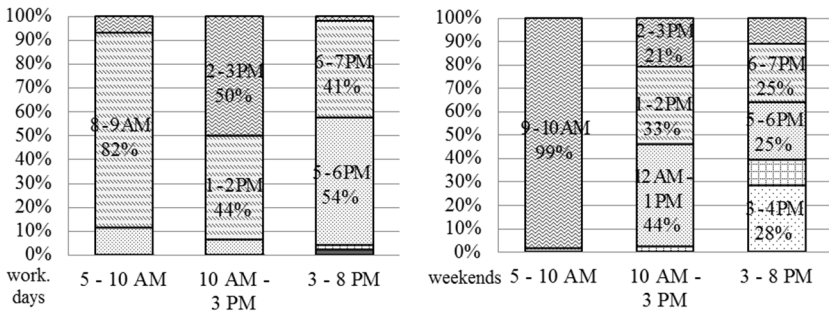 100%
90%
80%
70%
60%
50%
40%
30%
20%
10%
0%
8-9AM
82%
2-3PM
50%
1-2PM
44%
6-7PM
41%
5-6PM
54%
work.
days
5 - 10 AM
10 AM -
3 PM
3 - 8 PM
100%
90%
80%
70%
60%
50%
40%
30%
20%
10%
0%
9-10AM
99%
2-3PM
21%
1-2PM
33%
12AM-
1PM
44%
6-7PM
25%
5-6PM
25%
3-4PM
28%
weekends
5 - 10 AM
10 AM -
3 PM
3 - 8 PM